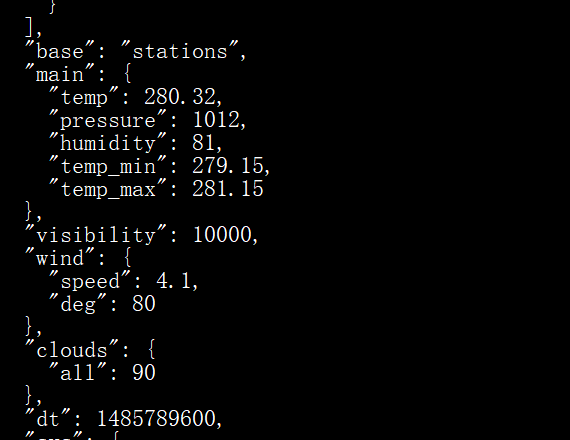 }
],
"base": "stations",
"main": {
"temp": 280.32,
"pressure": 1012,
"humidity": 81,
"temp_min": 279.15,
"temp_max": 281.15
},
"visibility": 10000,
"wind": {
"speed": 4.1,
"deg": 80
},
"clouds": {
"all": 90
},
"dt": 1485789600,
"sys": {